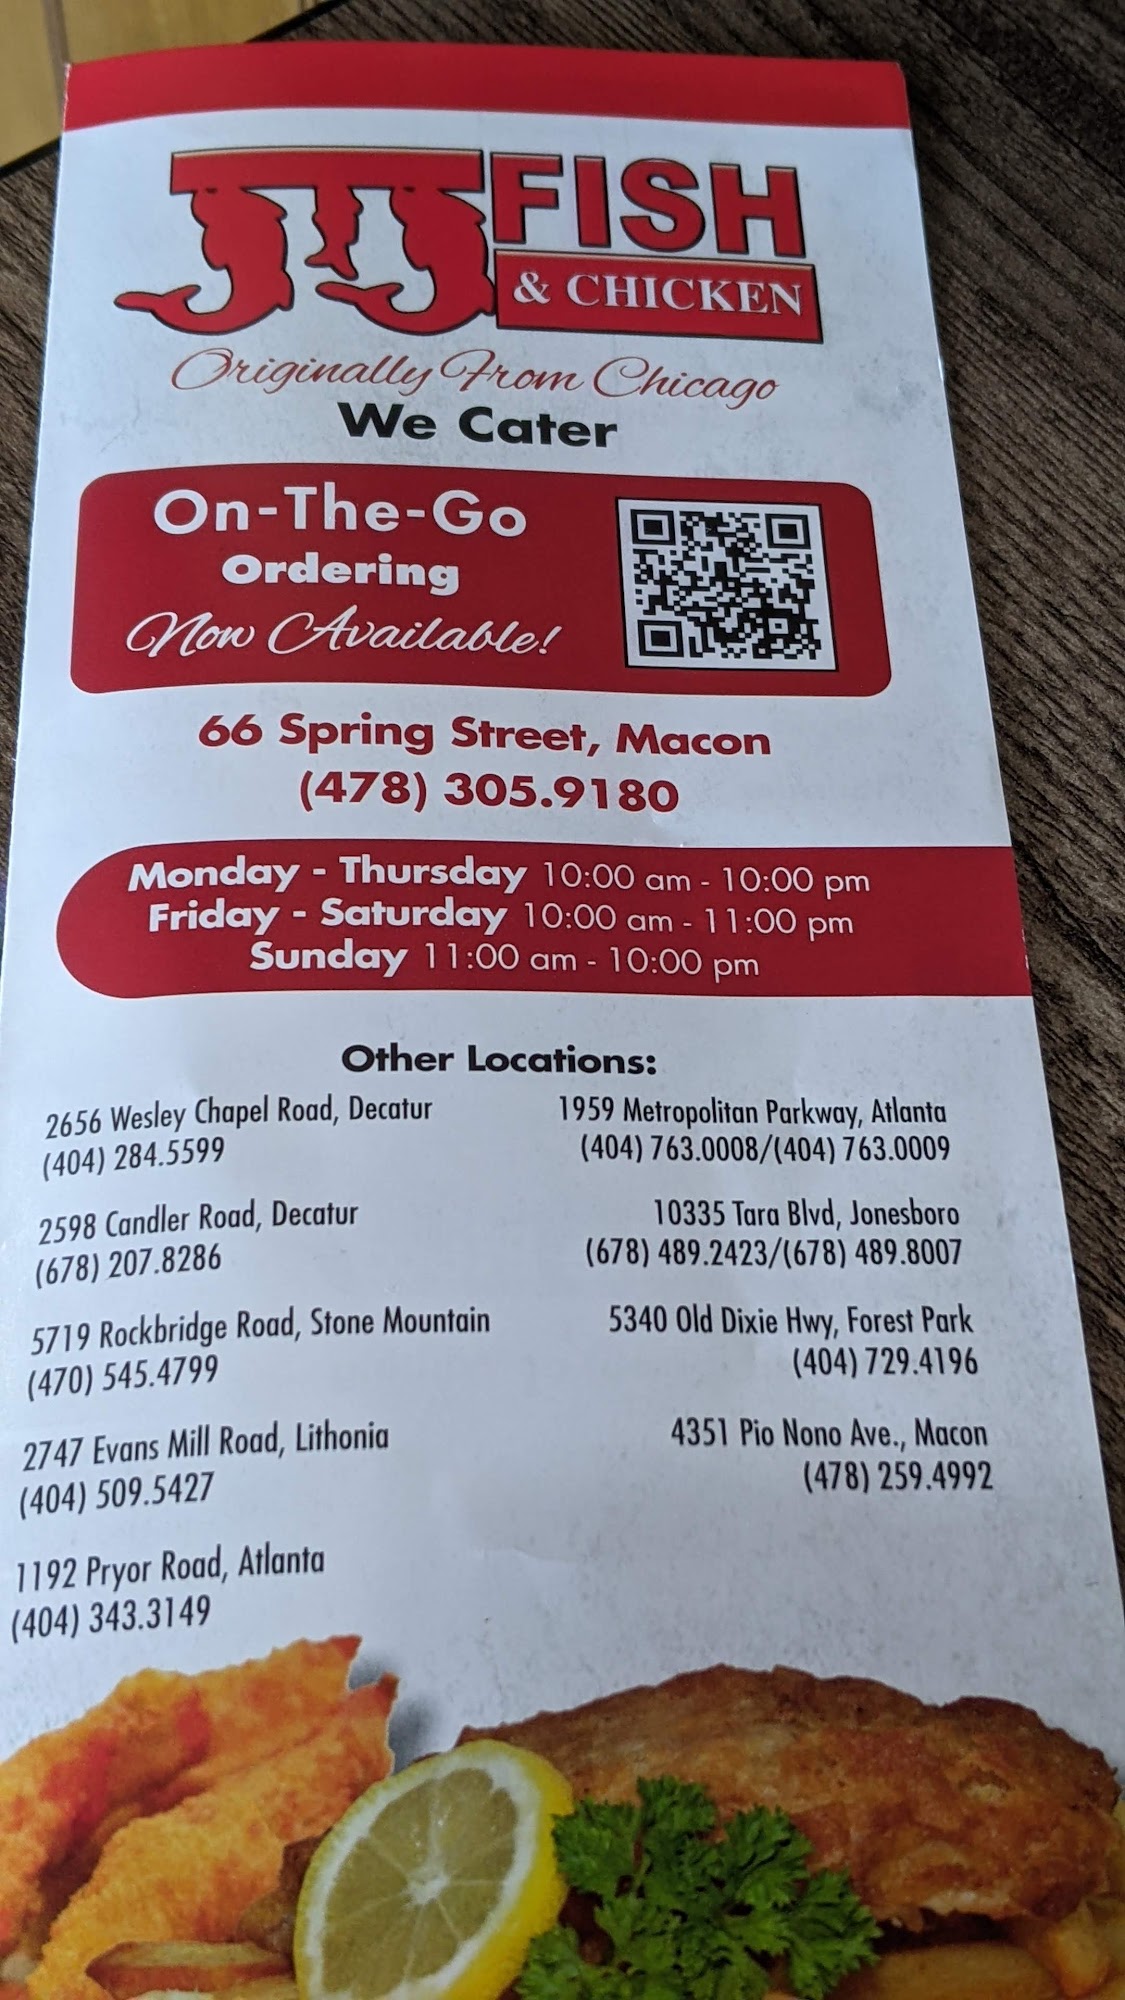 JJ'S FISH
& CHICKEN
Originally From Chicago
We Cater
On-The-Go
Ordering
Now Available!
66 Spring Street, Macon
(478) 305.9180
Monday - Thursday 10:00 am - 10:00 pm
Friday - Saturday 10:00 am - 11:00 pm
Sunday 11:00 am - 10:00 pm
Other Locations:
2656 Wesley Chapel Road, Decatur
(404) 284.5599
2598 Candler Road, Decatur
(678) 207.8286
5719 Rockbridge Road, Stone Mountain
(470) 545.4799
2747 Evans Mill Road, Lithonia
(404) 509.5427
1192 Pryor Road, Atlanta
(404) 343.3149
1959 Metropolitan Parkway, Atlanta
(404) 763.0008/(404) 763.0009
10335 Tara Blvd, Jonesboro
(678) 489.2423/(678) 489.8007
5340 Old Dixie Hwy, Forest Park
(404) 729.4196
4351 Pio Nono Ave., Macon
(478) 259.4992